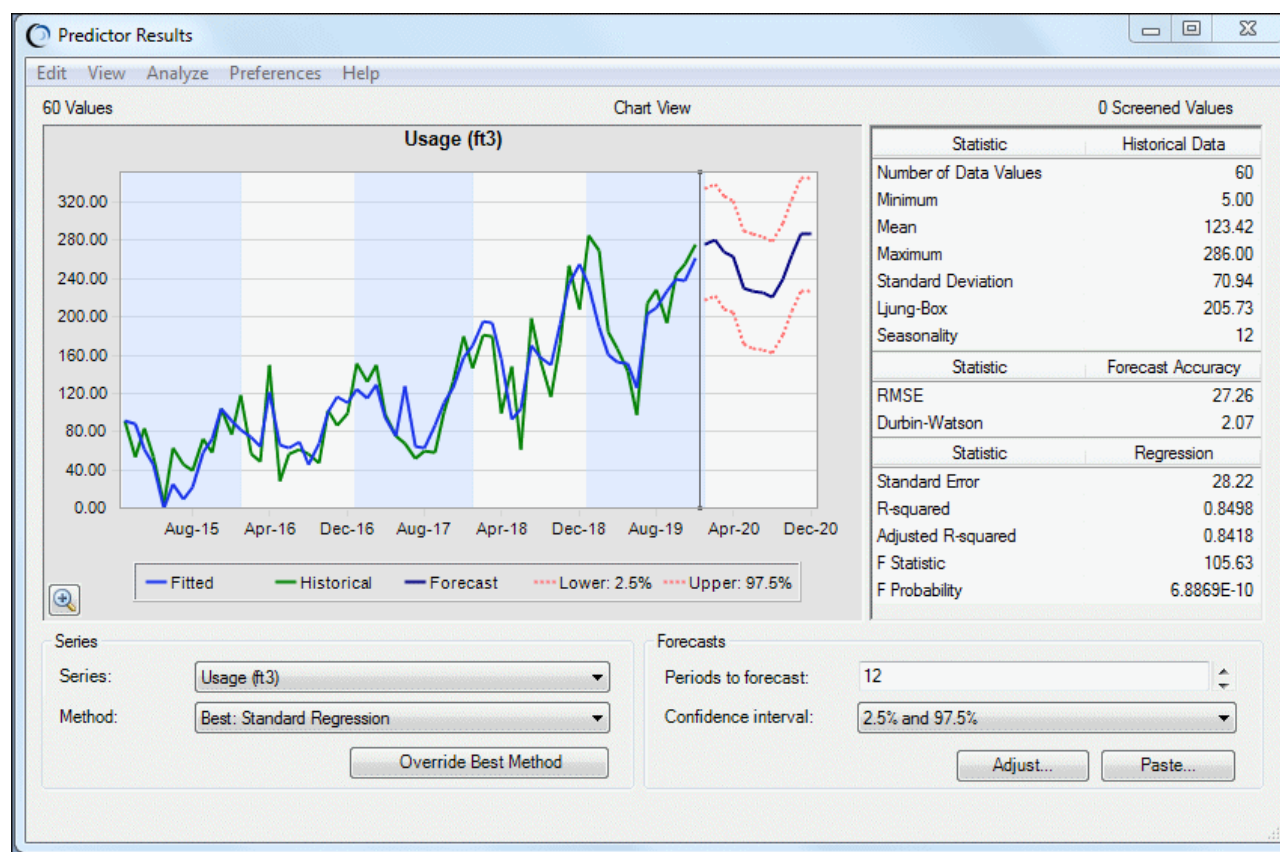 Predictor Results
Edit View Analyze Preferences Help
60 Values Chart View 0 Screened Values
Usage (ft3)
320.00
280.00
240.00
200.00
160.00
120.00
80.00
40.00
0.00
Aug-15 Apr-16 Dec-16 Aug-17 Apr-18 Dec-18 Aug-19 Apr-20 Dec-20
Fitted Historical Forecast Lower: 2.5% Upper: 97.5%
Statistic Historical Data
Number of Data Values 60
Minimum 5.00
Mean 123.42
Maximum 286.00
Standard Deviation 70.94
Ljung-Box 205.73
Seasonality 12
Statistic Forecast Accuracy
RMSE 27.26
Durbin-Watson 2.07
Statistic Regression
Standard Error 28.22
R-squared 0.8498
Adjusted R-squared 0.8418
F Statistic 105.63
F Probability 6.8869E-10
Series
Series: Usage (ft3)
Method: Best: Standard Regression
Override Best Method
Forecasts
Periods to forecast: 12
Confidence interval: 2.5% and 97.5%
Adjust... Paste...